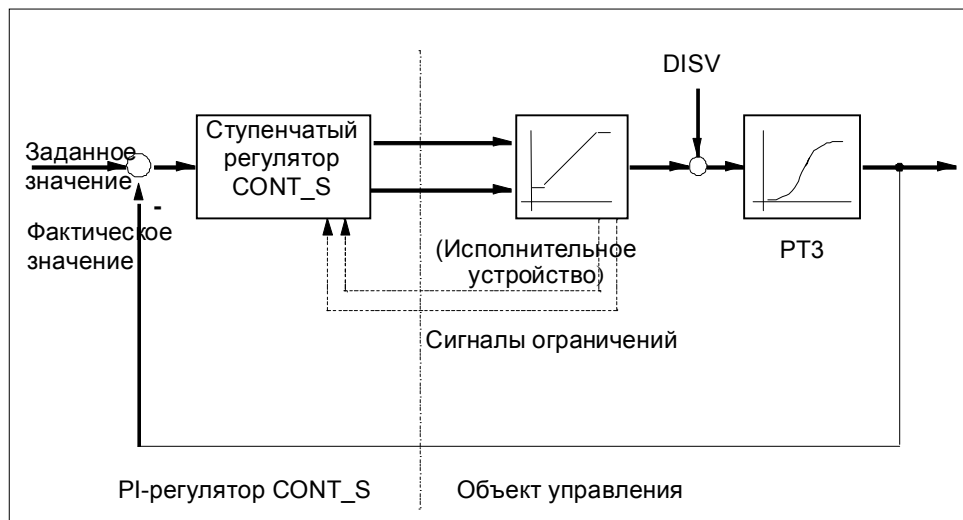 DISV
Заданное
значение
Ступенчатый
регулятор
CONT_S
-
Фактическое
значение
(Исполнительное
устройство)
PT3
Сигналы ограничений
PI-регулятор CONT_S
Объект управления